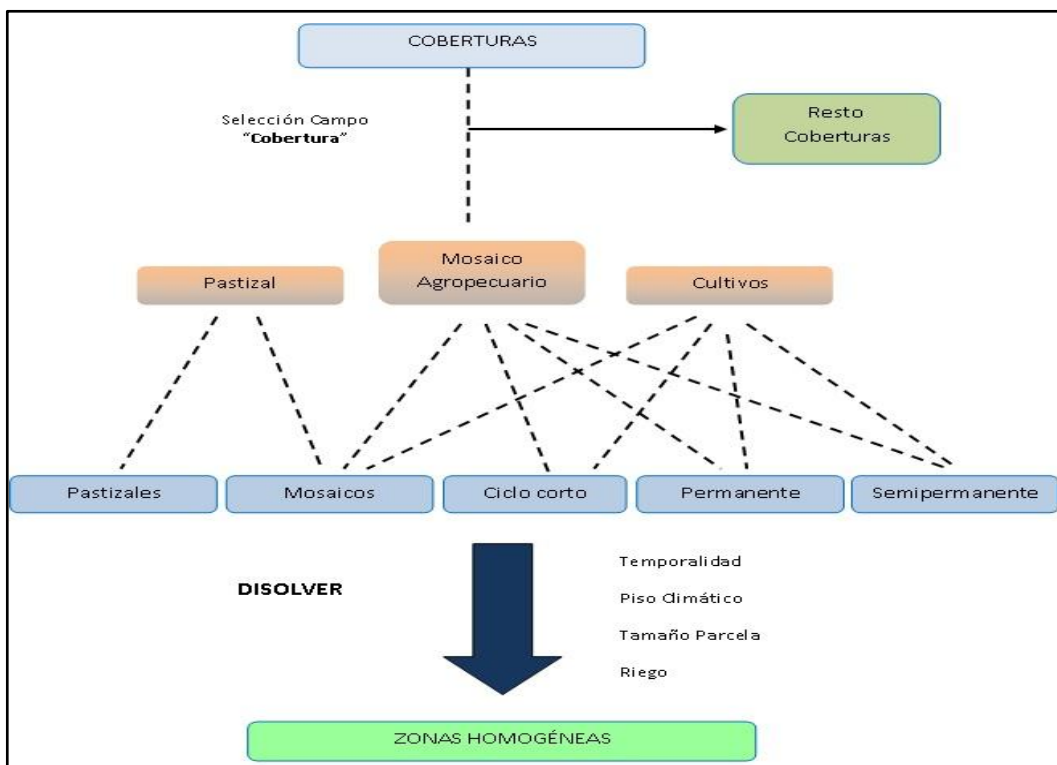 COBERTURAS
Selección Campo
"Cobertura"
Resto
Coberturas
Pastizal
Mosaico
Agropecuario
Cultivos
Pastizales
Mosaicos
Ciclo corto
Permanente
Semipermanente
DISOLVER
Temporalidad
Piso Climático
Tamaño Parcela
Riego
ZONAS HOMOGÉNEAS